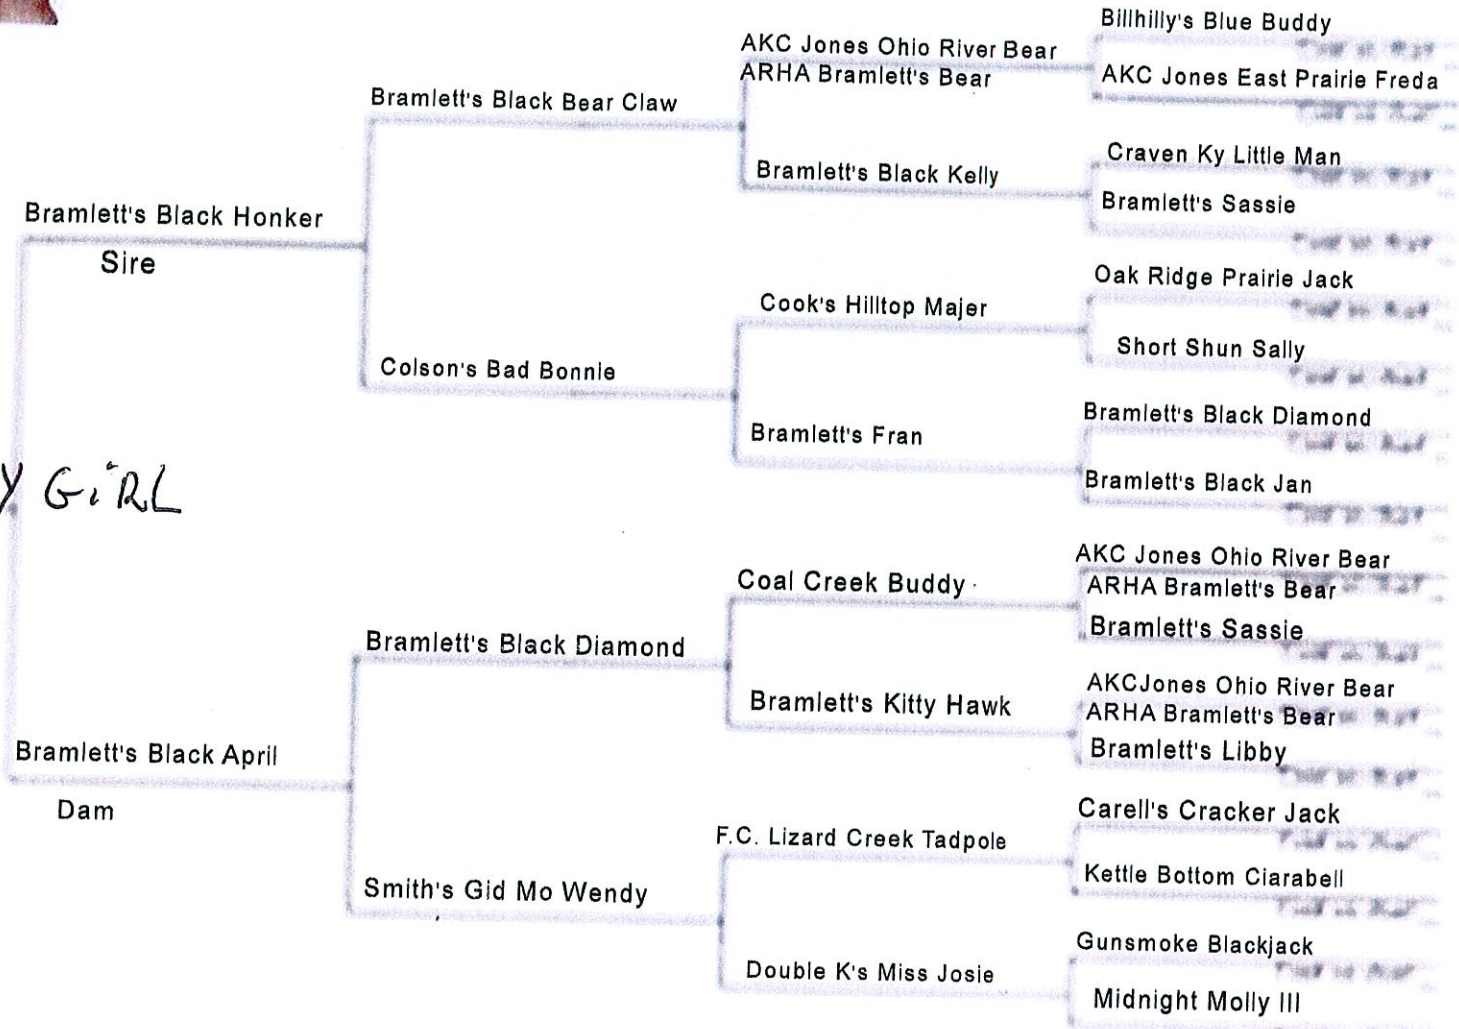 Billhilly's Blue Buddy
AKC Jones Ohio River Bear
ARHA Bramlett's Bear
AKC Jones East Prairie Freda
Bramlett's Black Bear Claw
Craven Ky Little Man
Bramlett's Black Kelly
Bramlett's Sassie
Bramlett's Black Honker
Sire
Oak Ridge Prairie Jack
Cook's Hilltop Majer
Short Shun Sally
Colson's Bad Bonnie
Bramlett's Black Diamond
Bramlett's Fran
Bramlett's Black Jan
Y GiRL
AKC Jones Ohio River Bear
Coal Creek Buddy
ARHA Bramlett's Bear
Bramlett's Sassie
Bramlett's Black Diamond
AKCJones Ohio River Bear
Bramlett's Kitty Hawk
ARHA Bramlett's Bear
Bramlett's Libby
Bramlett's Black April
Dam
Carell's Cracker Jack
F.C. Lizard Creek Tadpole
Kettle Bottom Ciarabell
Smith's Gid Mo Wendy
Gunsmoke Blackjack
Double K's Miss Josie
Midnight Molly III